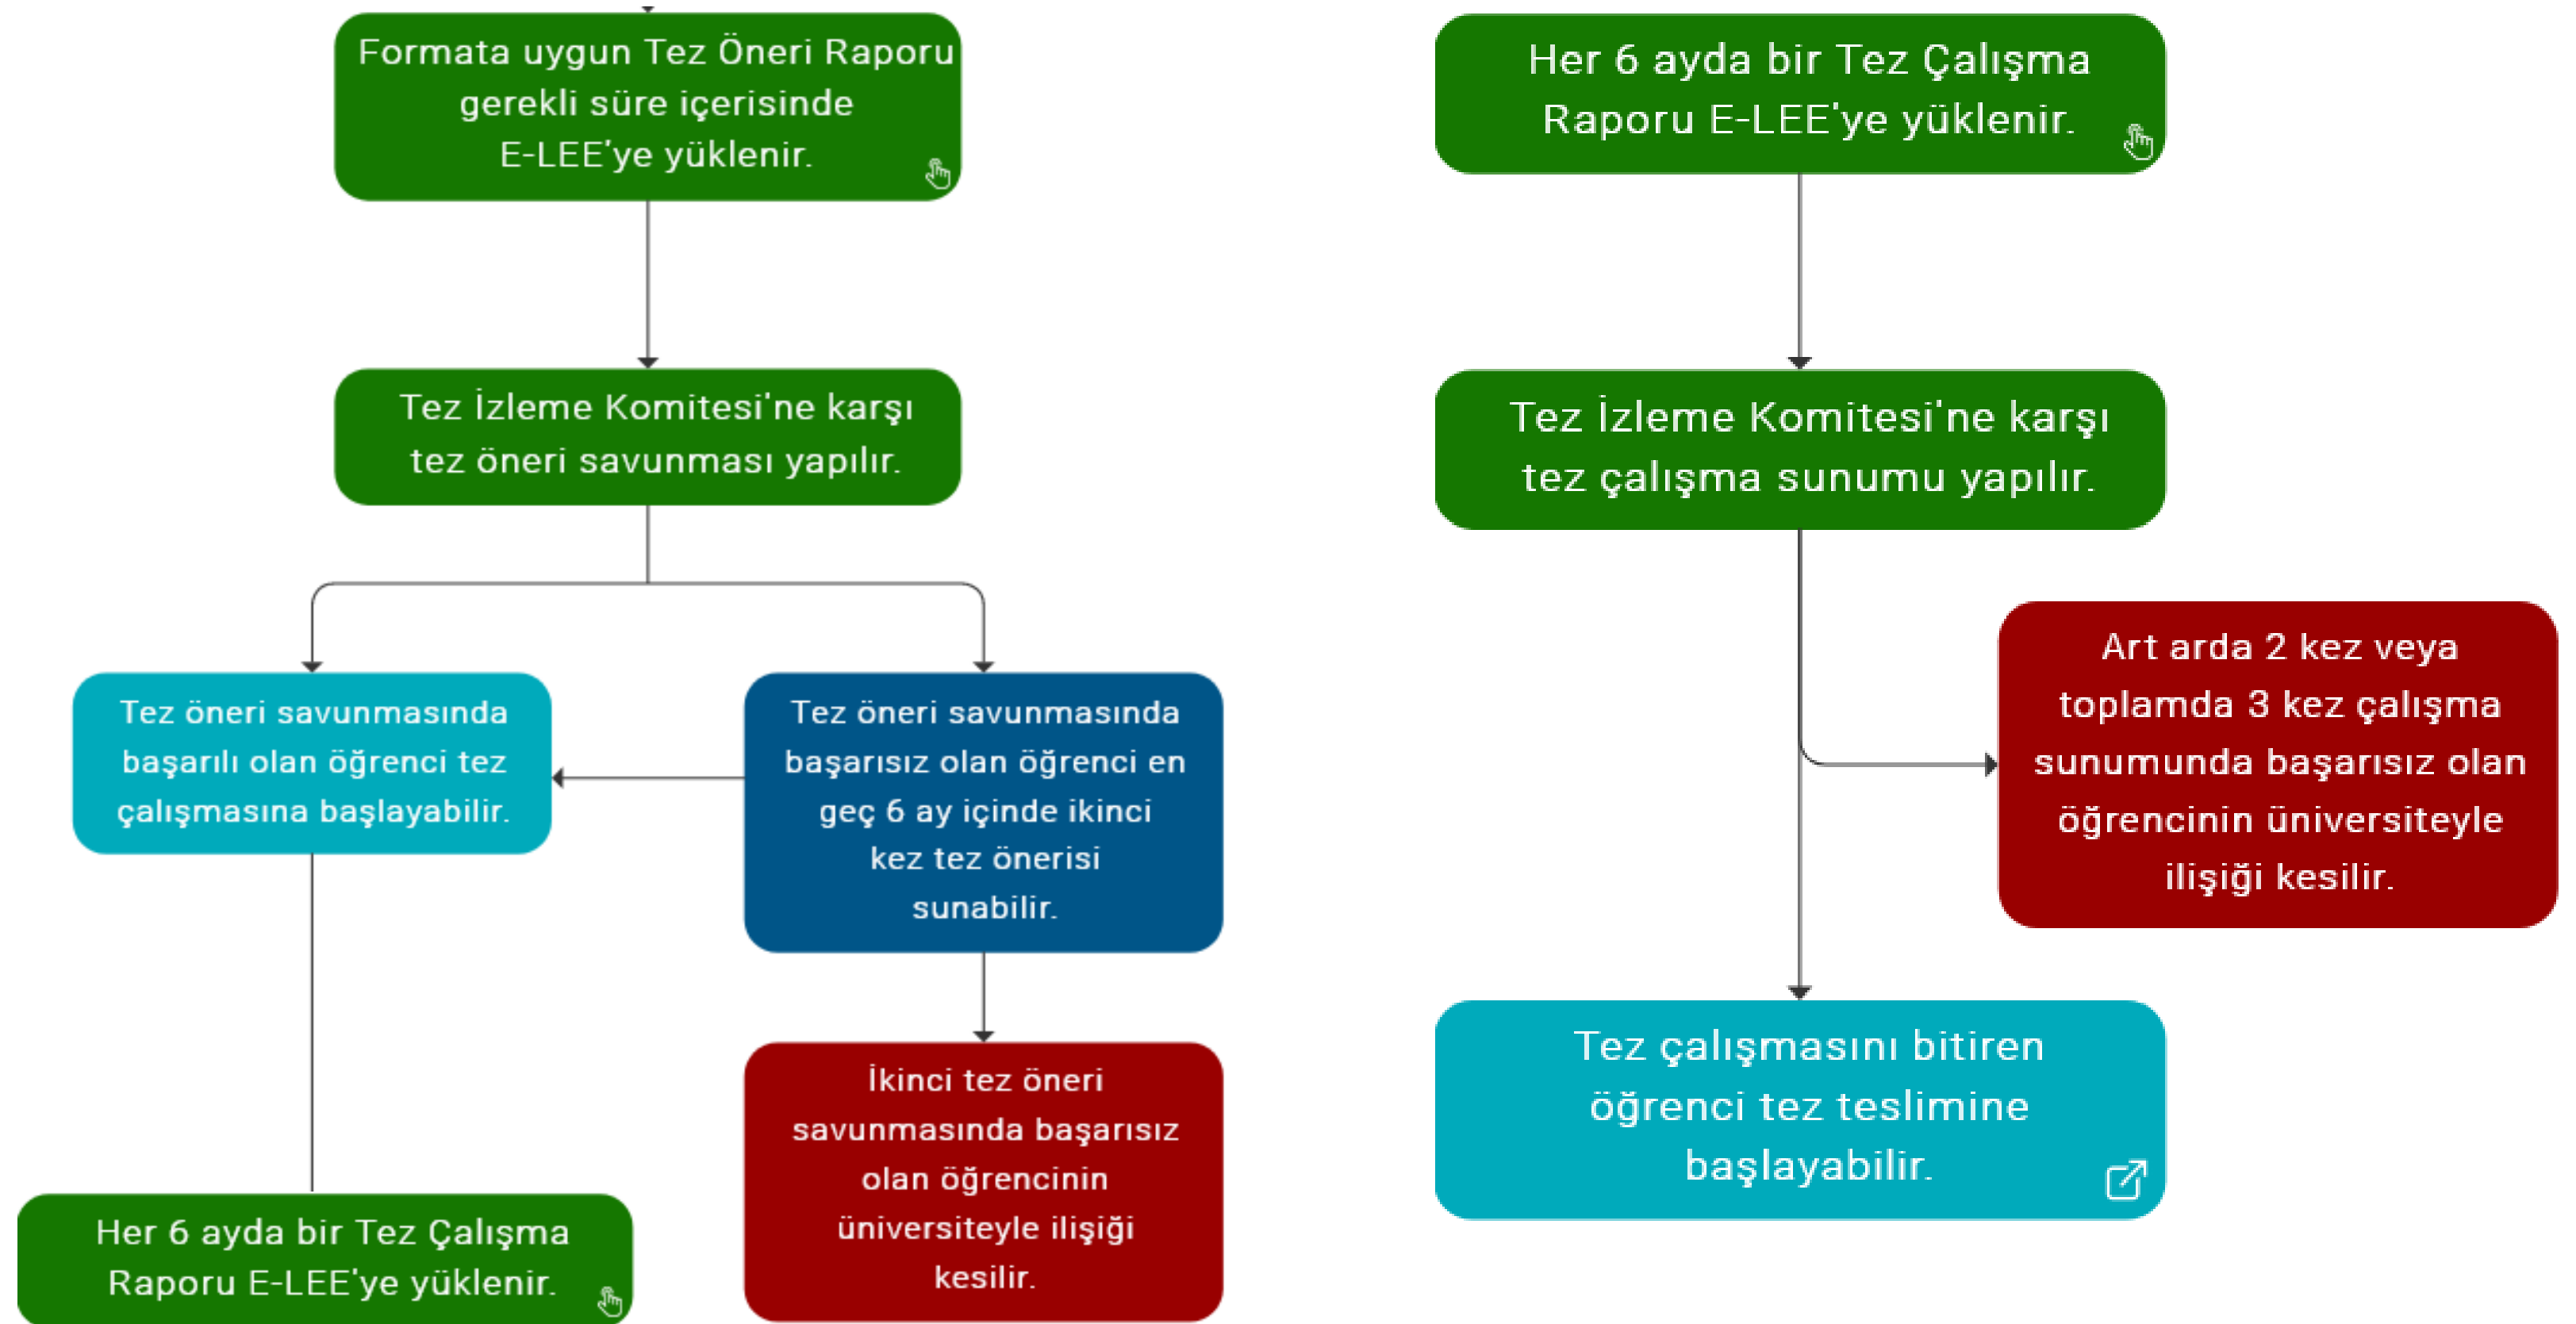 Formata uygun Tez Öneri Raporu
gerekli süre içerisinde
E-LEE'ye yüklenir.
Tez İzleme Komitesi'ne karşı
tez öneri savunması yapılır.
Tez öneri savunmasında
başarılı olan öğrenci tez
çalışmasına başlayabilir.
Tez öneri savunmasında
başarısız olan öğrenci en
geç 6 ay içinde ikinci
kez tez önerisi
sunabilir.
İkinci tez öneri
savunmasında başarısız
olan öğrencinin
üniversiteyle ilişiği
kesilir.
Her 6 ayda bir Tez Çalışma
Raporu E-LEE'ye yüklenir.
Her 6 ayda bir Tez Çalışma
Raporu E-LEE'ye yüklenir.
Tez İzleme Komitesi'ne karşı
tez çalışma sunumu yapılır.
Art arda 2 kez veya
toplamda 3 kez çalışma
sunumunda başarısız olan
öğrencinin üniversiteyle
ilişiği kesilir.
Tez çalışmasını bitiren
öğrenci tez teslimine
başlayabilir.